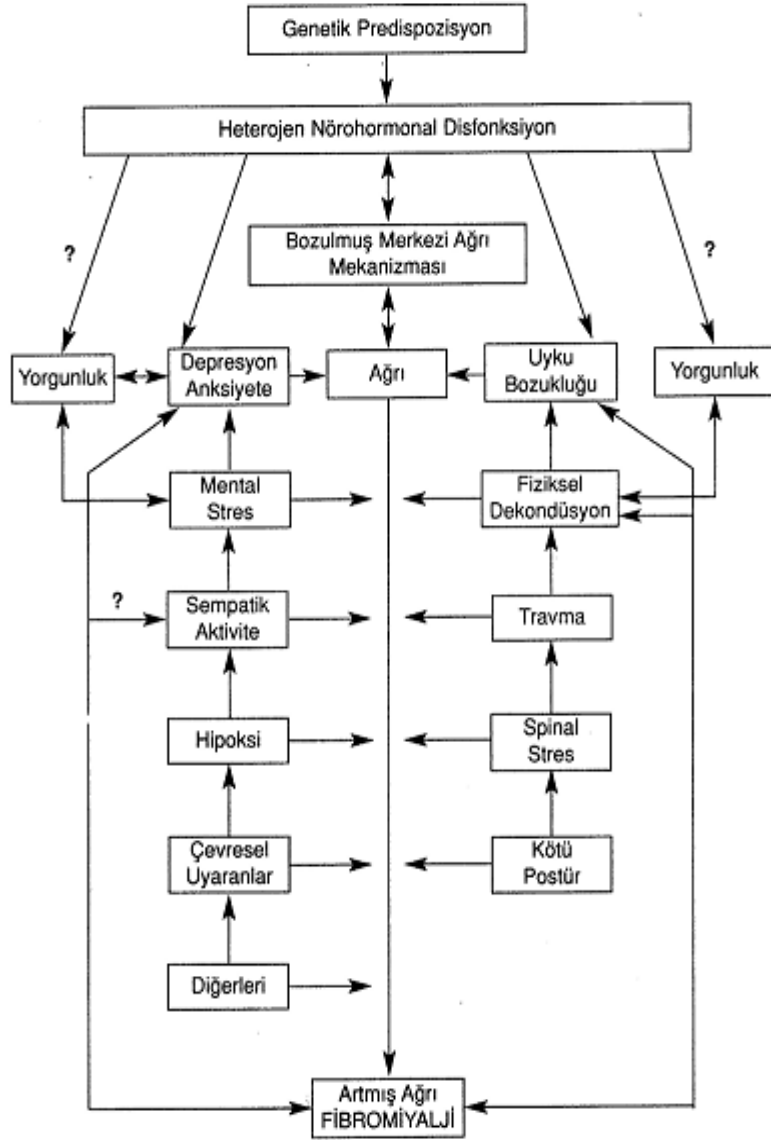 Genetik Predispozisyon
Heterojen Nörohormonal Disfonksiyon
?
?
Bozulmuş Merkezi Ağrı
Mekanizması
Yorgunluk
Depresyon
Anksiyete
Ağrı
Uyku
Bozukluğu
Yorgunluk
Mental
Stres
Fiziksel
Dekondüsyon
?
Sempatik
Aktivite
Travma
Hipoksi
Spinal
Stres
Çevresel
Uyaranlar
Kötü
Postür
Diğerleri
Artmış Ağrı
FİBROMİYALJİ